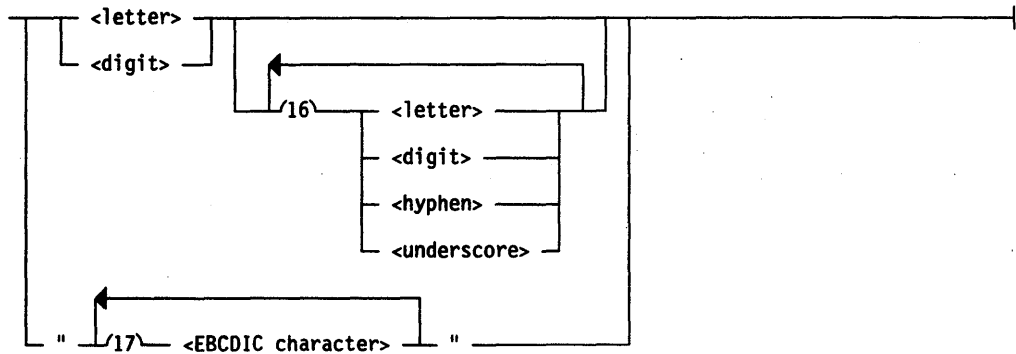 <letter>
<digit>
16 <letter>
<digit>
<hyphen>
<underscore>
" 17 <EBCDIC character> "